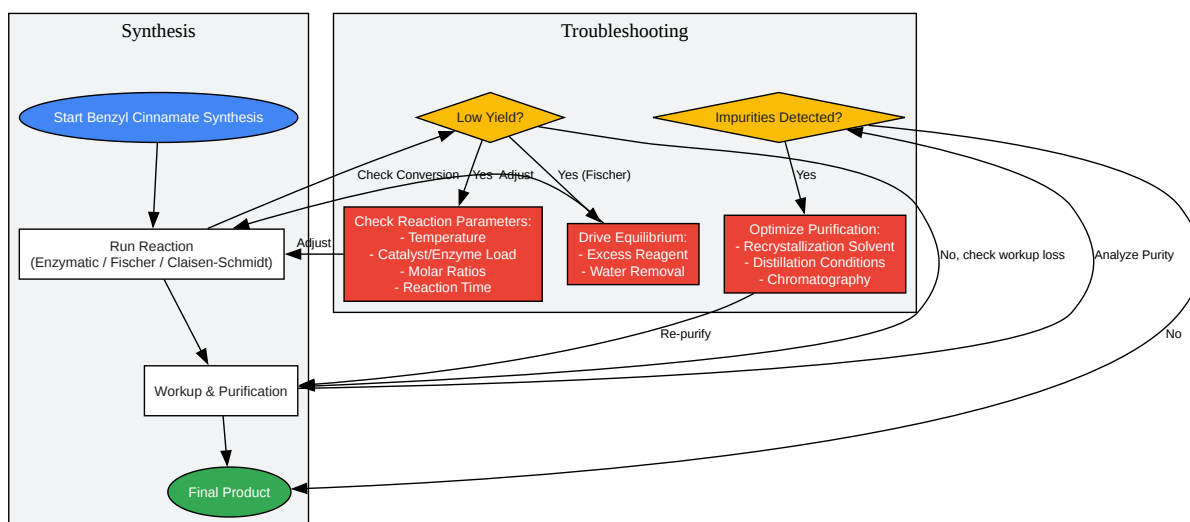 Synthesis
Troubleshooting
Start Benzyl Cinnamate Synthesis
Low Yield?
Impurities Detected?
Check Conversion
Yes
Adjust
Yes (Fischer)
Yes
Run Reaction
(Enzymatic / Fischer / Claisen-Schmidt)
Adjust
Check Reaction Parameters:
- Temperature
- Catalyst/Enzyme Load
- Molar Ratios
- Reaction Time
Drive Equilibrium:
- Excess Reagent
- Water Removal
Optimize Purification:
- Recrystallization Solvent
- Distillation Conditions
- Chromatography
No, check workup loss
Analyze Purity
Re-purify
No
Workup & Purification
Final Product